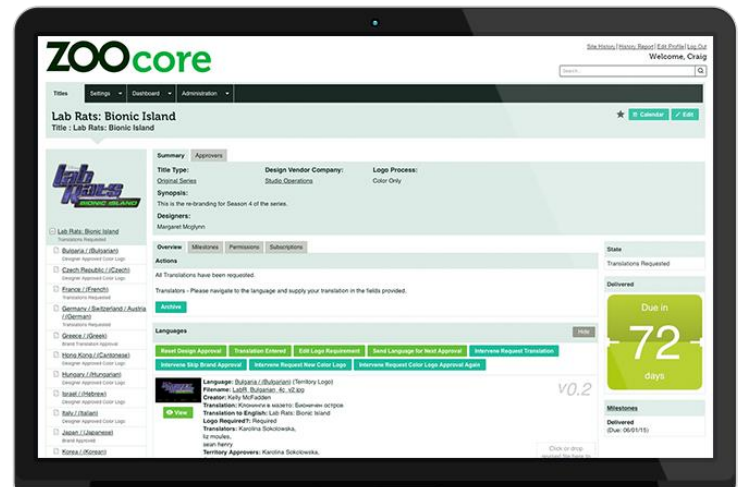 ZOOcore
Site History | History Report | Edit Profile | Log Out
Welcome, Craig
Search...
Titles Settings Dashboard Administration
Lab Rats: Bionic Island
Title : Lab Rats: Bionic Island
Calendar Edit
Lab Rats
BIONIC ISLAND
Lab Rats: Bionic Island
Translations Requested
Bulgaria / (Bulgarian)
Designer Approved Color Logo
Czech Republic / (Czech)
Designer Approved Color Logo
France / (French)
Translations Requested
Germany / Switzerland / Austria
/ (German)
Translations Requested
Greece / (Greek)
Brand Translation Approval
Hong Kong / (Cantonese)
Designer Approved Color Logo
Hungary / (Hungarian)
Designer Approved Color Logo
Israel / (Hebrew)
Designer Approved Color Logo
Italy / (Italian)
Designer Approved Color Logo
Japan / (Japanese)
Brand Approved
Korea / (Korean)
Summary Approvers
Title Type: Design Vendor Company: Logo Process:
Original Series Studio Operations Color Only
Synopsis:
This is the re-branding for Season 4 of the series.
Designers:
Margaret Mcglynn
Overview Milestones Permissions Subscriptions
Actions
All Translations have been requested.
Translators - Please navigate to the language and supply your translation in the fields provided.
Archive
Languages
Hide
Reset Design Approval Translation Entered Edit Logo Requirement Send Language for Next Approval Intervene Request Translation
Intervene Skip Brand Approval Intervene Request New Color Logo Intervene Request Color Logo Approval Again
View
Language: Bulgaria / (Bulgarian) (Territory Logo)
Filename: LabR_Bulgarian_4c_v2.jpg
Creator: Kelly McFadden
Translation: Клонинги в мазето: Бионичен остров
Translation to English: Lab Rats: Bionic Island
Logo Required?: Required
Translators: Karolina Sokolowska,
liz moules,
sean henry
Territory Approvers: Karolina Sokolowska,
v0.2
Click or drop
State
Translations Requested
Delivered
Due in
72
days
Milestones
Delivered
(Due: 06/01/15)